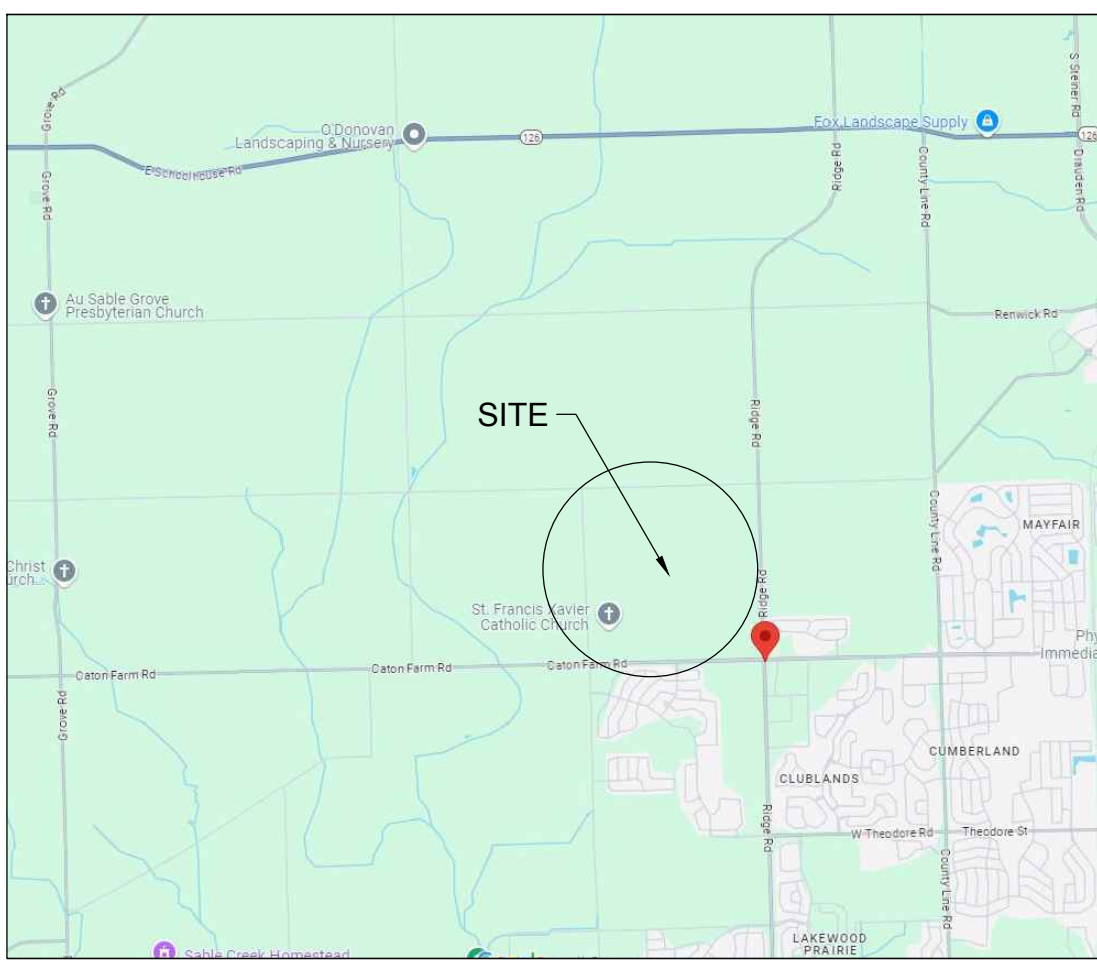 Grove Rd
S Steiner Rd
O'Donovan
Landscaping & Nursery
126
Fox Landscape Supply
126
E Schoolhouse Rd
Grove Rd
Ridge Rd
County Line Rd
Drauden Rd
Au Sable Grove
Presbyterian Church
Renwick Rd
Grove Rd
SITE
Ridge Rd
County Line Rd
MAYFAIR
Christ
Ridge Rd
St. Francis Xavier
Catholic Church
Caton Farm Rd
Caton Farm Rd
Caton Farm Rd
Phy
Immedia
Grove Rd
CUMBERLAND
CLUBLANDS
Ridge Rd
W Theodore Rd
Theodore St
County Line Rd
LAKEWOOD
PRAIRIE
Sable Creek Homestead